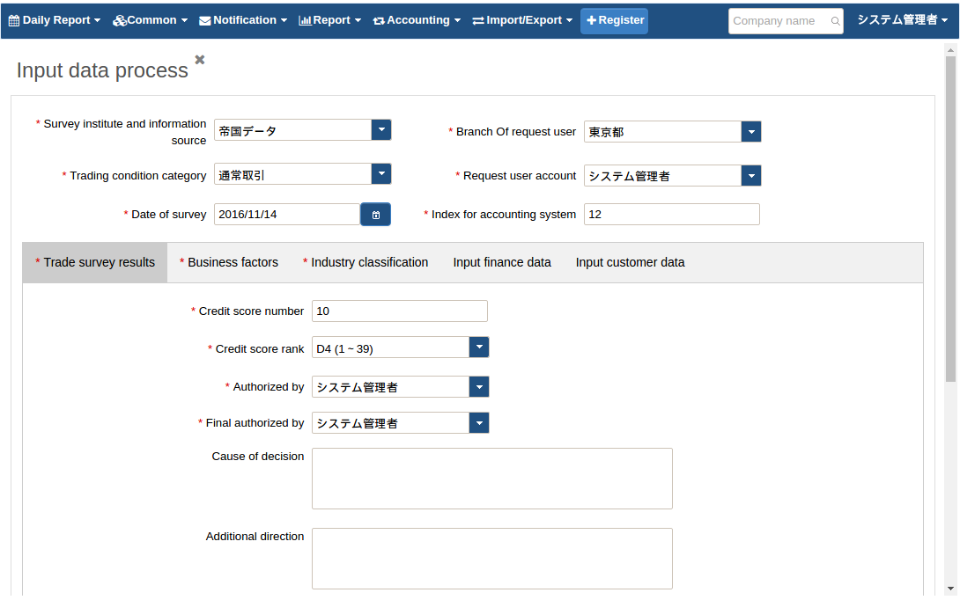 Daily Report Common Notification Report Accounting Import/Export Register Company name システム管理者
Input data process
* Survey institute and information source 帝国データ * Branch Of request user 東京都
* Trading condition category 通常取引 * Request user account システム管理者
* Date of survey 2016/11/14 * Index for accounting system 12
* Trade survey results * Business factors * Industry classification Input finance data Input customer data
* Credit score number 10
* Credit score rank D4 (1 ~ 39)
* Authorized by システム管理者
* Final authorized by システム管理者
Cause of decision
Additional direction